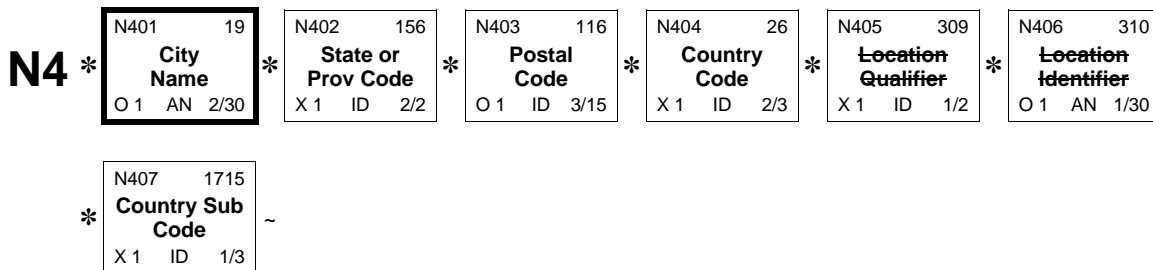 N401 19 N402 156 N403 116 N404 26 N405 309 N406 310
N4 * City Name * State or Prov Code * Postal Code * Country Code * Location Qualifier * Location Identifier
O 1 AN 2/30 X 1 ID 2/2 O 1 ID 3/15 X 1 ID 2/3 X 1 ID 1/2 O 1 AN 1/30
N407 1715
* Country Sub Code ~
X 1 ID 1/3